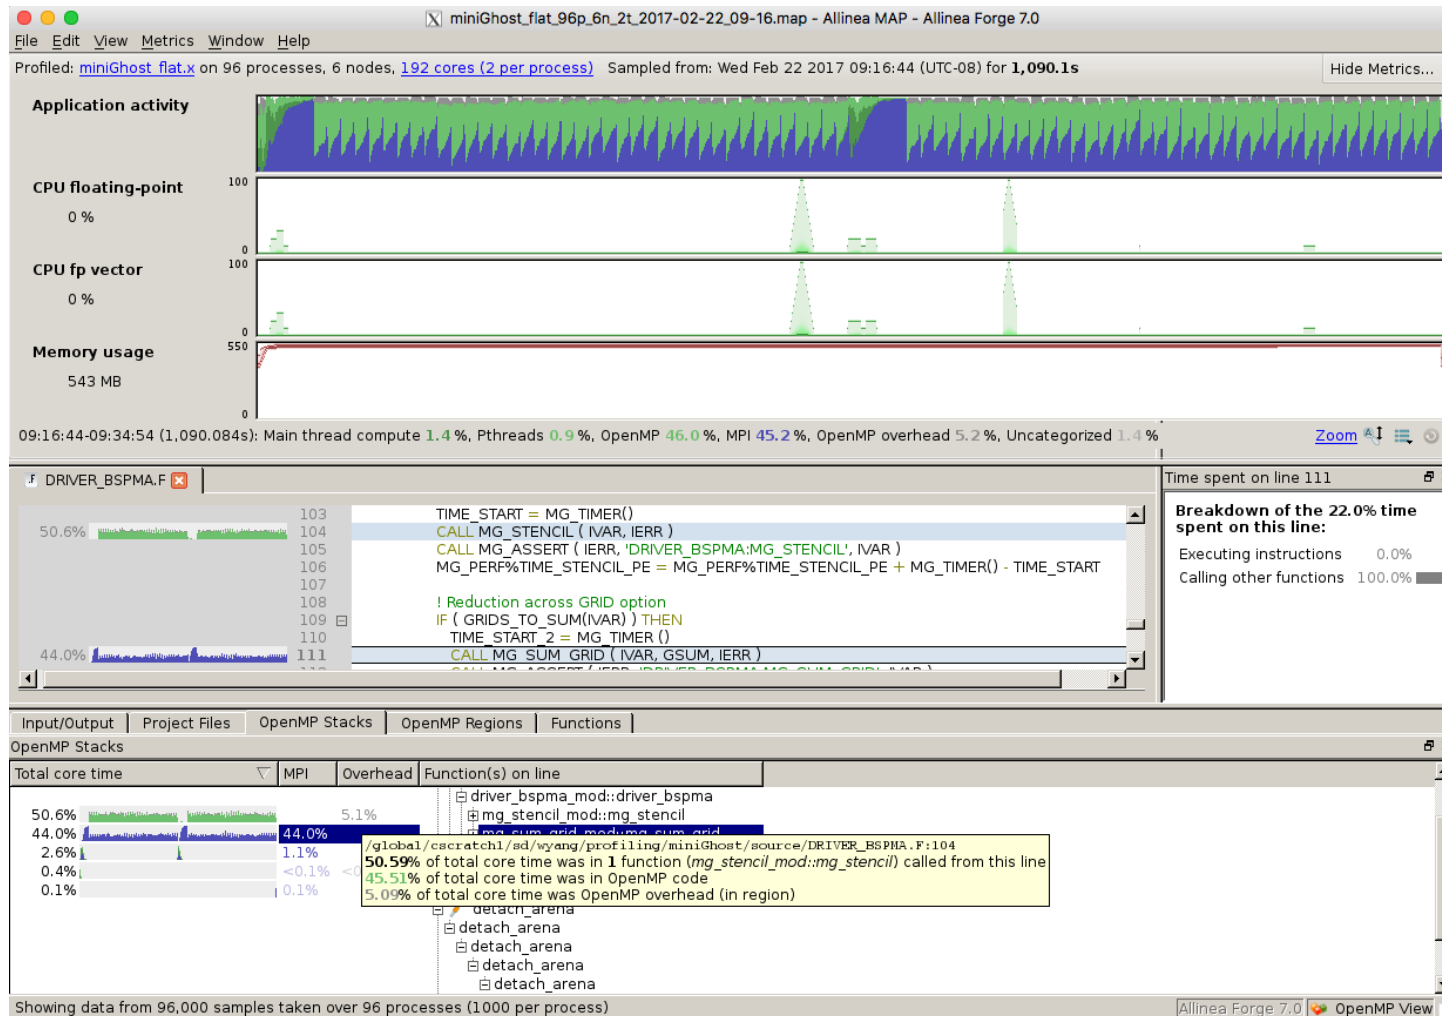 miniGhost_flat_96p_6n_2t_2017-02-22_09-16.map - Allinea MAP - Allinea Forge 7.0
File Edit View Metrics Window Help
Profiled: miniGhost_flat.x on 96 processes, 6 nodes, 192 cores (2 per process) Sampled from: Wed Feb 22 2017 09:16:44 (UTC-08) for 1,090.1s Hide Metrics...
Application activity
CPU floating-point 100
0 %
0
CPU fp vector 100
0 %
0
Memory usage 550
543 MB
0
09:16:44-09:34:54 (1,090.084s): Main thread compute 1.4 %, Pthreads 0.9 %, OpenMP 46.0 %, MPI 45.2 %, OpenMP overhead 5.2 %, Uncategorized 1.4 % Zoom
.F DRIVER_BSPMA.F
Time spent on line 111
103 TIME_START = MG_TIMER()
50.6% 104 CALL MG_STENCIL ( IVAR, IERR )
105 CALL MG_ASSERT ( IERR, 'DRIVER_BSPMA:MG_STENCIL', IVAR )
106 MG_PERF%TIME_STENCIL_PE = MG_PERF%TIME_STENCIL_PE + MG_TIMER() - TIME_START
107
108 ! Reduction across GRID option
109 IF ( GRIDS_TO_SUM(IVAR) ) THEN
110 TIME_START_2 = MG_TIMER ()
44.0% 111 CALL MG_SUM_GRID ( IVAR, GSUM, IERR )
Breakdown of the 22.0% time
spent on this line:
Executing instructions 0.0%
Calling other functions 100.0%
Input/Output Project Files OpenMP Stacks OpenMP Regions Functions
OpenMP Stacks
Total core time MPI Overhead Function(s) on line
driver_bspma_mod::driver_bspma
50.6% 5.1% mg_stencil_mod::mg_stencil
44.0% 44.0% mg_sum_grid_mod::mg_sum_grid
2.6% 1.1%
0.4% <0.1% <0
0.1% 0.1%
/global/cscratch1/sd/wyang/profiling/miniGhost/source/DRIVER_BSPMA.F:104
50.59% of total core time was in 1 function (mg_stencil_mod::mg_stencil) called from this line
45.51% of total core time was in OpenMP code
5.09% of total core time was OpenMP overhead (in region)
detach_arena
detach_arena
detach_arena
detach_arena
detach_arena
Showing data from 96,000 samples taken over 96 processes (1000 per process) Allinea Forge 7.0 OpenMP View